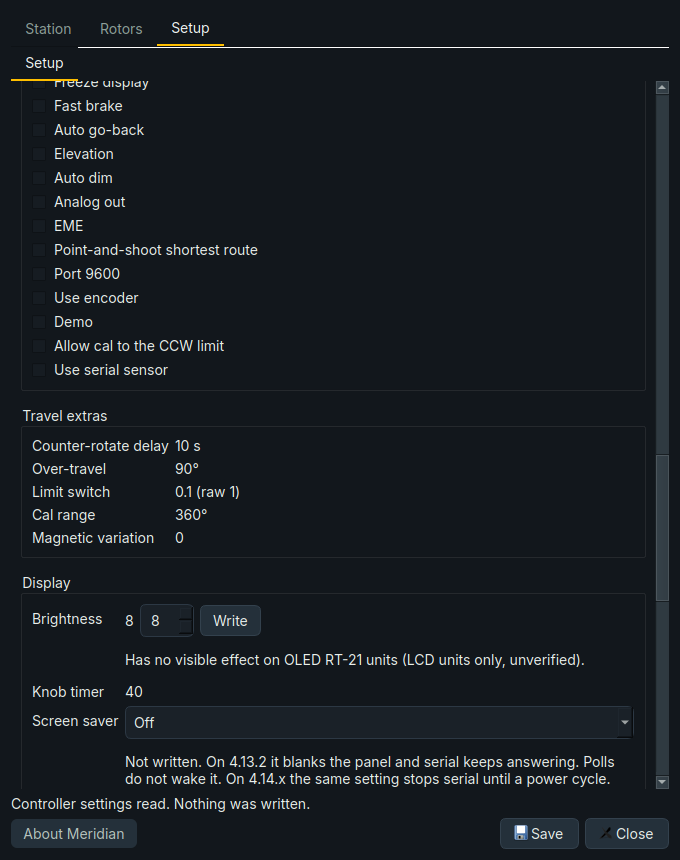 Station Rotors Setup
Setup
Freeze display
Fast brake
Auto go-back
Elevation
Auto dim
Analog out
EME
Point-and-shoot shortest route
Port 9600
Use encoder
Demo
Allow cal to the CCW limit
Use serial sensor
Travel extras
Counter-rotate delay 10 s
Over-travel 90°
Limit switch 0.1 (raw 1)
Cal range 360°
Magnetic variation 0
Display
Brightness 8 8 Write
Has no visible effect on OLED RT-21 units (LCD units only, unverified).
Knob timer 40
Screen saver Off
Not written. On 4.13.2 it blanks the panel and serial keeps answering. Polls
do not wake it. On 4.14.x the same setting stops serial until a power cycle.
Controller settings read. Nothing was written.
About Meridian Save Close